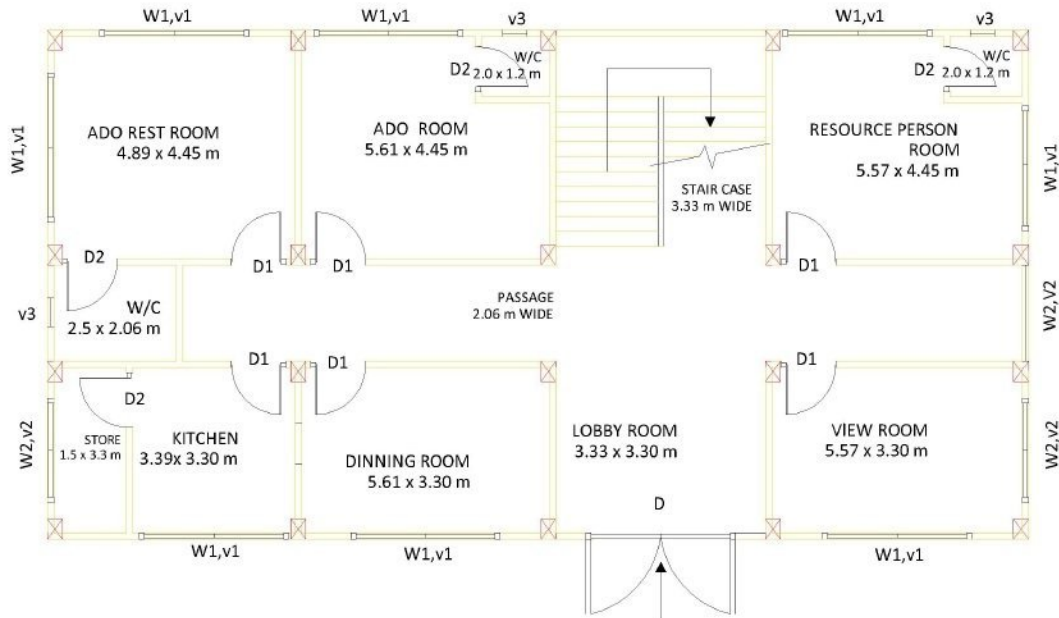 W1,v1
W1,v1
W1,v1
v3
v3
W/C
2.0 x 1.2 m
D2
W/C
2.0 x 1.2 m
D2
W1,v1
ADO REST ROOM
4.89 x 4.45 m
ADO ROOM
5.61 x 4.45 m
STAIR CASE
3.33 m WIDE
RESOURCE PERSON
ROOM
5.57 x 4.45 m
W1,v1
D2
D1
D1
D1
v3
W/C
2.5 x 2.06 m
PASSAGE
2.06 m WIDE
W2,V2
D1
D1
D1
D2
W2,v2
STORE
1.5 x 3.3 m
KITCHEN
3.39x 3.30 m
DINNING ROOM
5.61 x 3.30 m
LOBBY ROOM
3.33 x 3.30 m
VIEW ROOM
5.57 x 3.30 m
W2,v2
D
W1,v1
W1,v1
W1,v1